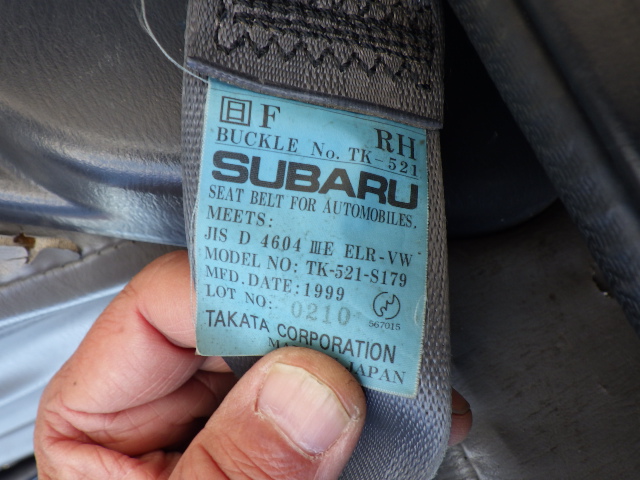 日 F RH
BUCKLE No. TK-521
SUBARU
SEAT BELT FOR AUTOMOBILES.
MEETS:
JIS D 4604 ⅢE ELR-VW
MODEL NO: TK-521-S179
MFD. DATE: 1999
LOT NO: 0210
567015
TAKATA CORPORATION
JAPAN